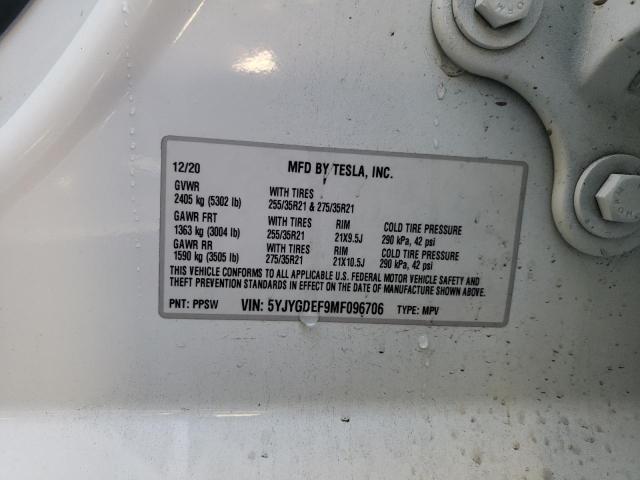 12/20 MFD BY TESLA, INC.
GVWR WITH TIRES
2405 kg (5302 lb) 255/35R21 & 275/35R21
GAWR FRT WITH TIRES RIM COLD TIRE PRESSURE
1363 kg (3004 lb) 255/35R21 21X9.5J 290 kPa, 42 psi
GAWR RR WITH TIRES RIM COLD TIRE PRESSURE
1590 kg (3505 lb) 275/35R21 21X10.5J 290 kPa, 42 psi
THIS VEHICLE CONFORMS TO ALL APPLICABLE U.S. FEDERAL MOTOR VEHICLE SAFETY AND
THEFT PREVENTION STANDARDS IN EFFECT ON THE DATE OF MANUFACTURE SHOWN ABOVE.
PNT: PPSW VIN: 5YJYGDEF9MF096706 TYPE: MPV